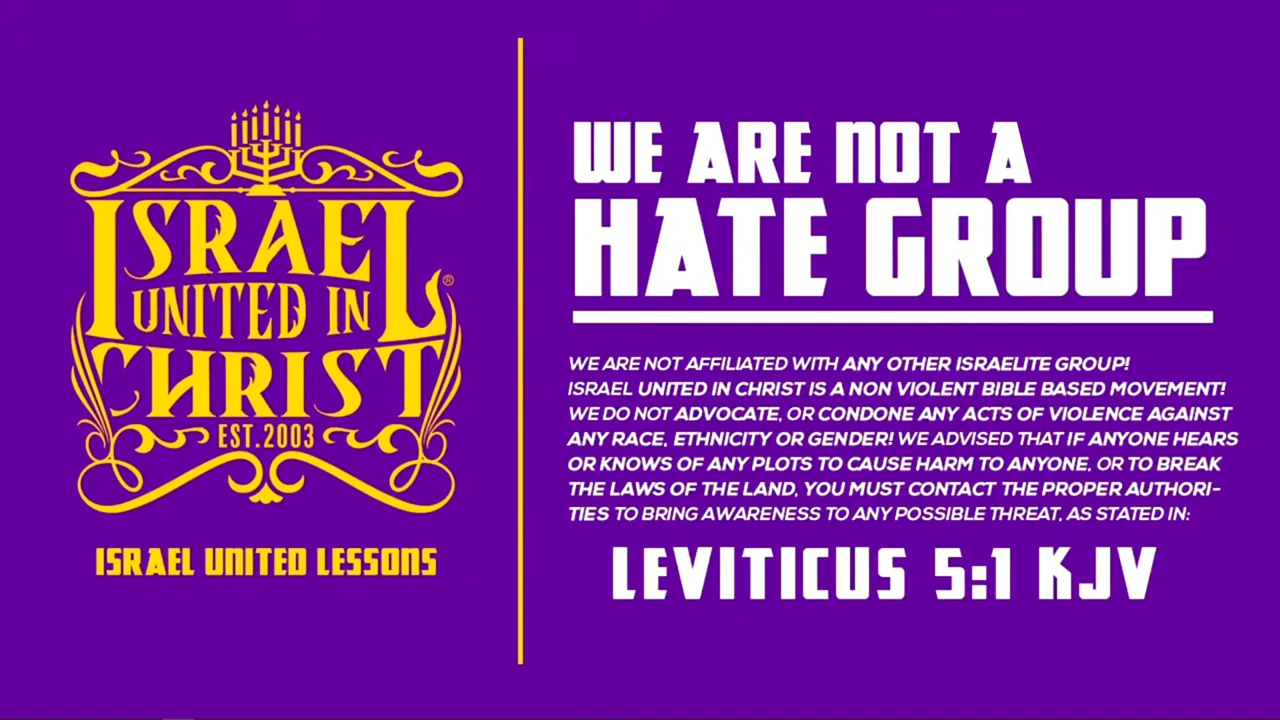 ISRAEL
UNITED IN
CHRIST
®
EST.2003
ISRAEL UNITED LESSONS
WE ARE NOT A
HATE GROUP
WE ARE NOT AFFILIATED WITH ANY OTHER ISRAELITE GROUP!
ISRAEL UNITED IN CHRIST IS A NON VIOLENT BIBLE BASED MOVEMENT!
WE DO NOT ADVOCATE, OR CONDONE ANY ACTS OF VIOLENCE AGAINST
ANY RACE, ETHNICITY OR GENDER! WE ADVISED THAT IF ANYONE HEARS
OR KNOWS OF ANY PLOTS TO CAUSE HARM TO ANYONE, OR TO BREAK
THE LAWS OF THE LAND, YOU MUST CONTACT THE PROPER AUTHORI-
TIES TO BRING AWARENESS TO ANY POSSIBLE THREAT, AS STATED IN:
LEVITICUS 5:1 KJV